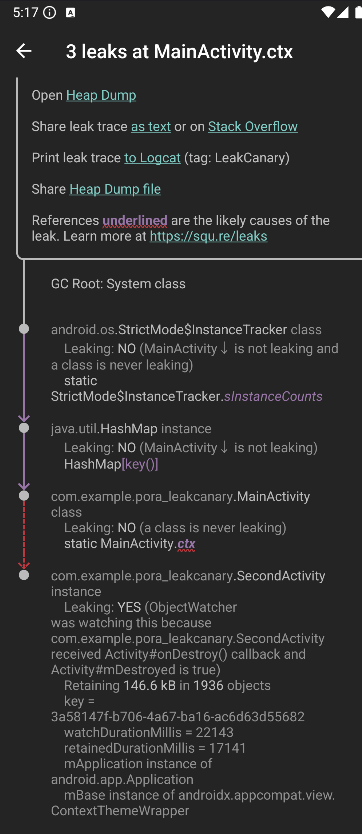 5:17
A
3 leaks at MainActivity.ctx
Open Heap Dump
Share leak trace as text or on Stack Overflow
Print leak trace to Logcat (tag: LeakCanary)
Share Heap Dump file
References underlined are the likely causes of the
leak. Learn more at https://squ.re/leaks
GC Root: System class
android.os.StrictMode$InstanceTracker class
Leaking: NO (MainActivity↓ is not leaking and
a class is never leaking)
static
StrictMode$InstanceTracker.sInstanceCounts
java.util.HashMap instance
Leaking: NO (MainActivity↓ is not leaking)
HashMap[key()]
com.example.pora_leakcanary.MainActivity
class
Leaking: NO (a class is never leaking)
static MainActivity.ctx
com.example.pora_leakcanary.SecondActivity
instance
Leaking: YES (ObjectWatcher
was watching this because
com.example.pora_leakcanary.SecondActivity
received Activity#onDestroy() callback and
Activity#mDestroyed is true)
Retaining 146.6 kB in 1936 objects
key =
3a58147f-b706-4a67-ba16-ac6d63d55682
watchDurationMillis = 22143
retainedDurationMillis = 17141
mApplication instance of
android.app.Application
mBase instance of androidx.appcompat.view.
ContextThemeWrapper